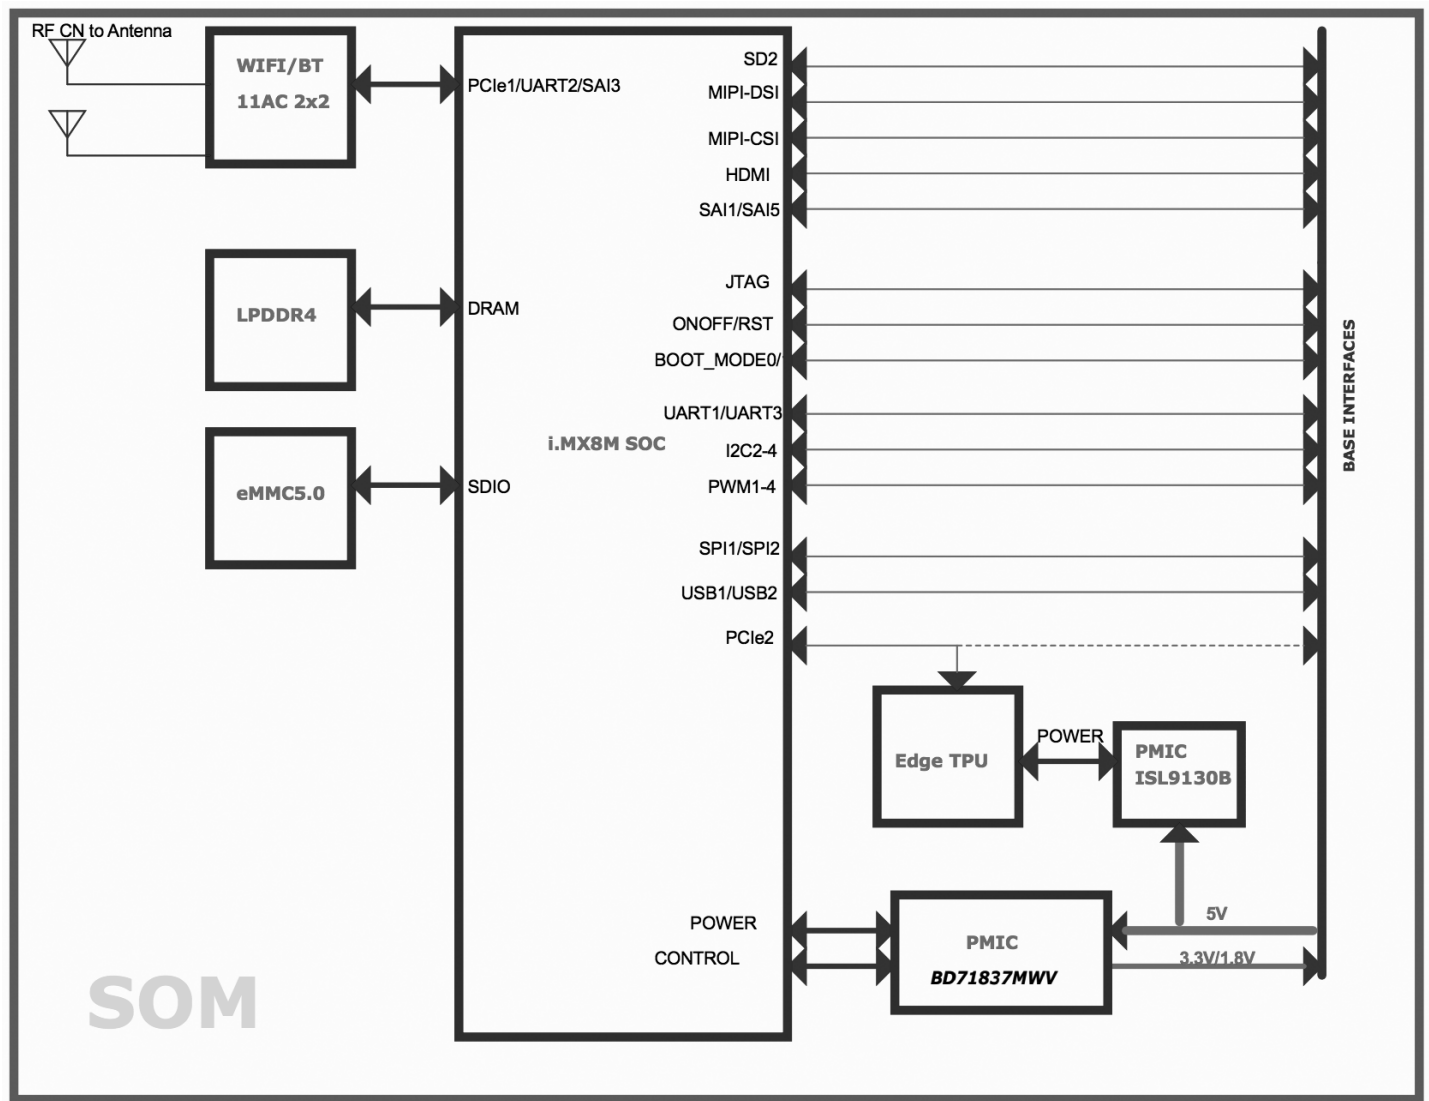 RF CN to Antenna
WIFI/BT
11AC 2x2
PCIe1/UART2/SAI3
LPDDR4
DRAM
eMMC5.0
SDIO
i.MX8M SOC
SD2
MIPI-DSI
MIPI-CSI
HDMI
SAI1/SAI5
JTAG
ONOFF/RST
BOOT_MODE0/
UART1/UART3
I2C2-4
PWM1-4
SPI1/SPI2
USB1/USB2
PCIe2
BASE INTERFACES
Edge TPU
POWER
PMIC
ISL9130B
POWER
CONTROL
PMIC
BD71837MWV
5V
3.3V/1.8V
SOM